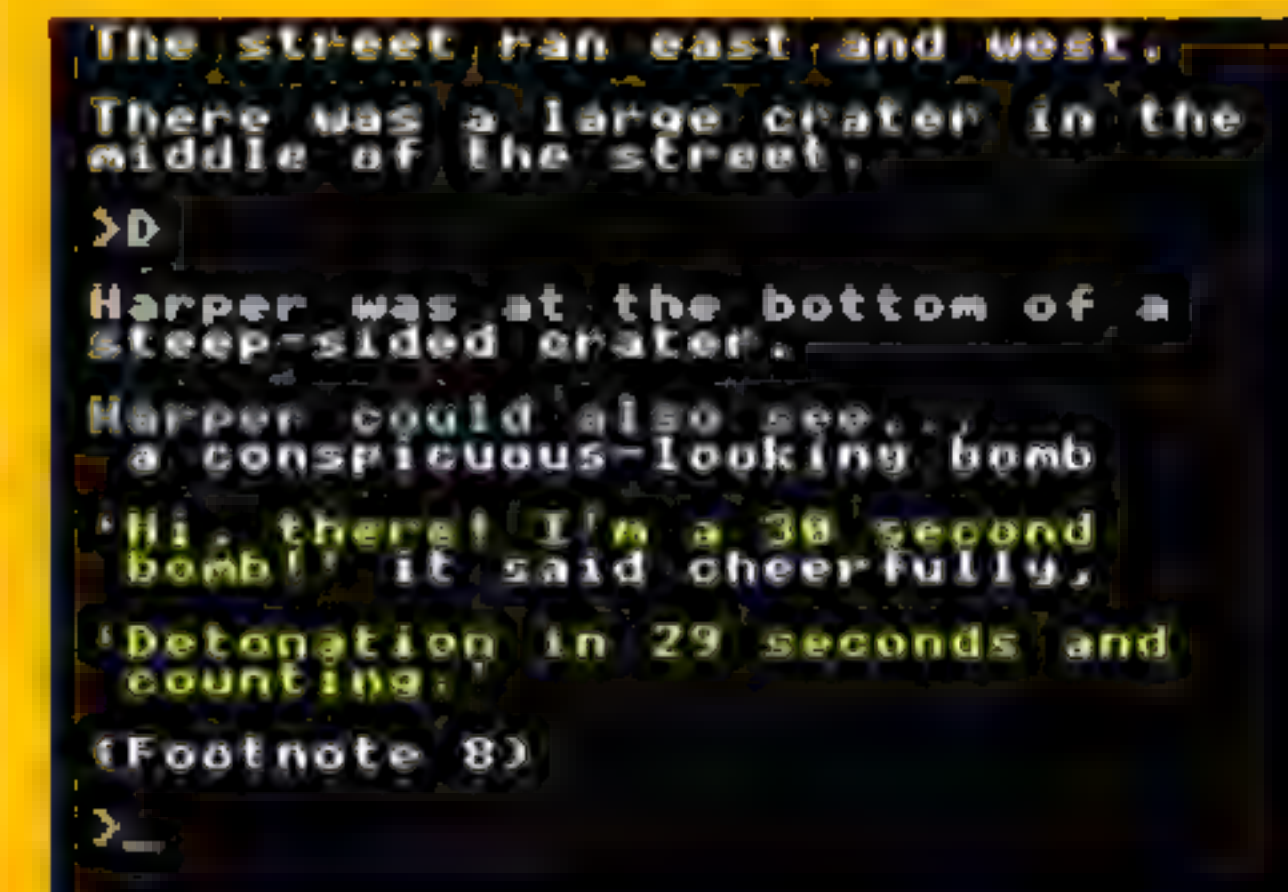 The street ran east and west.
There was a large crater in the
middle of the street.
>D
Harper was at the bottom of a
steep-sided crater.
Harper could also see...
a conspicuous-looking bomb
'Hi, there! I'm a 30 second
bomb!' it said cheerfully,
'Detonation in 29 seconds and
counting.'
(Footnote 8)
>_